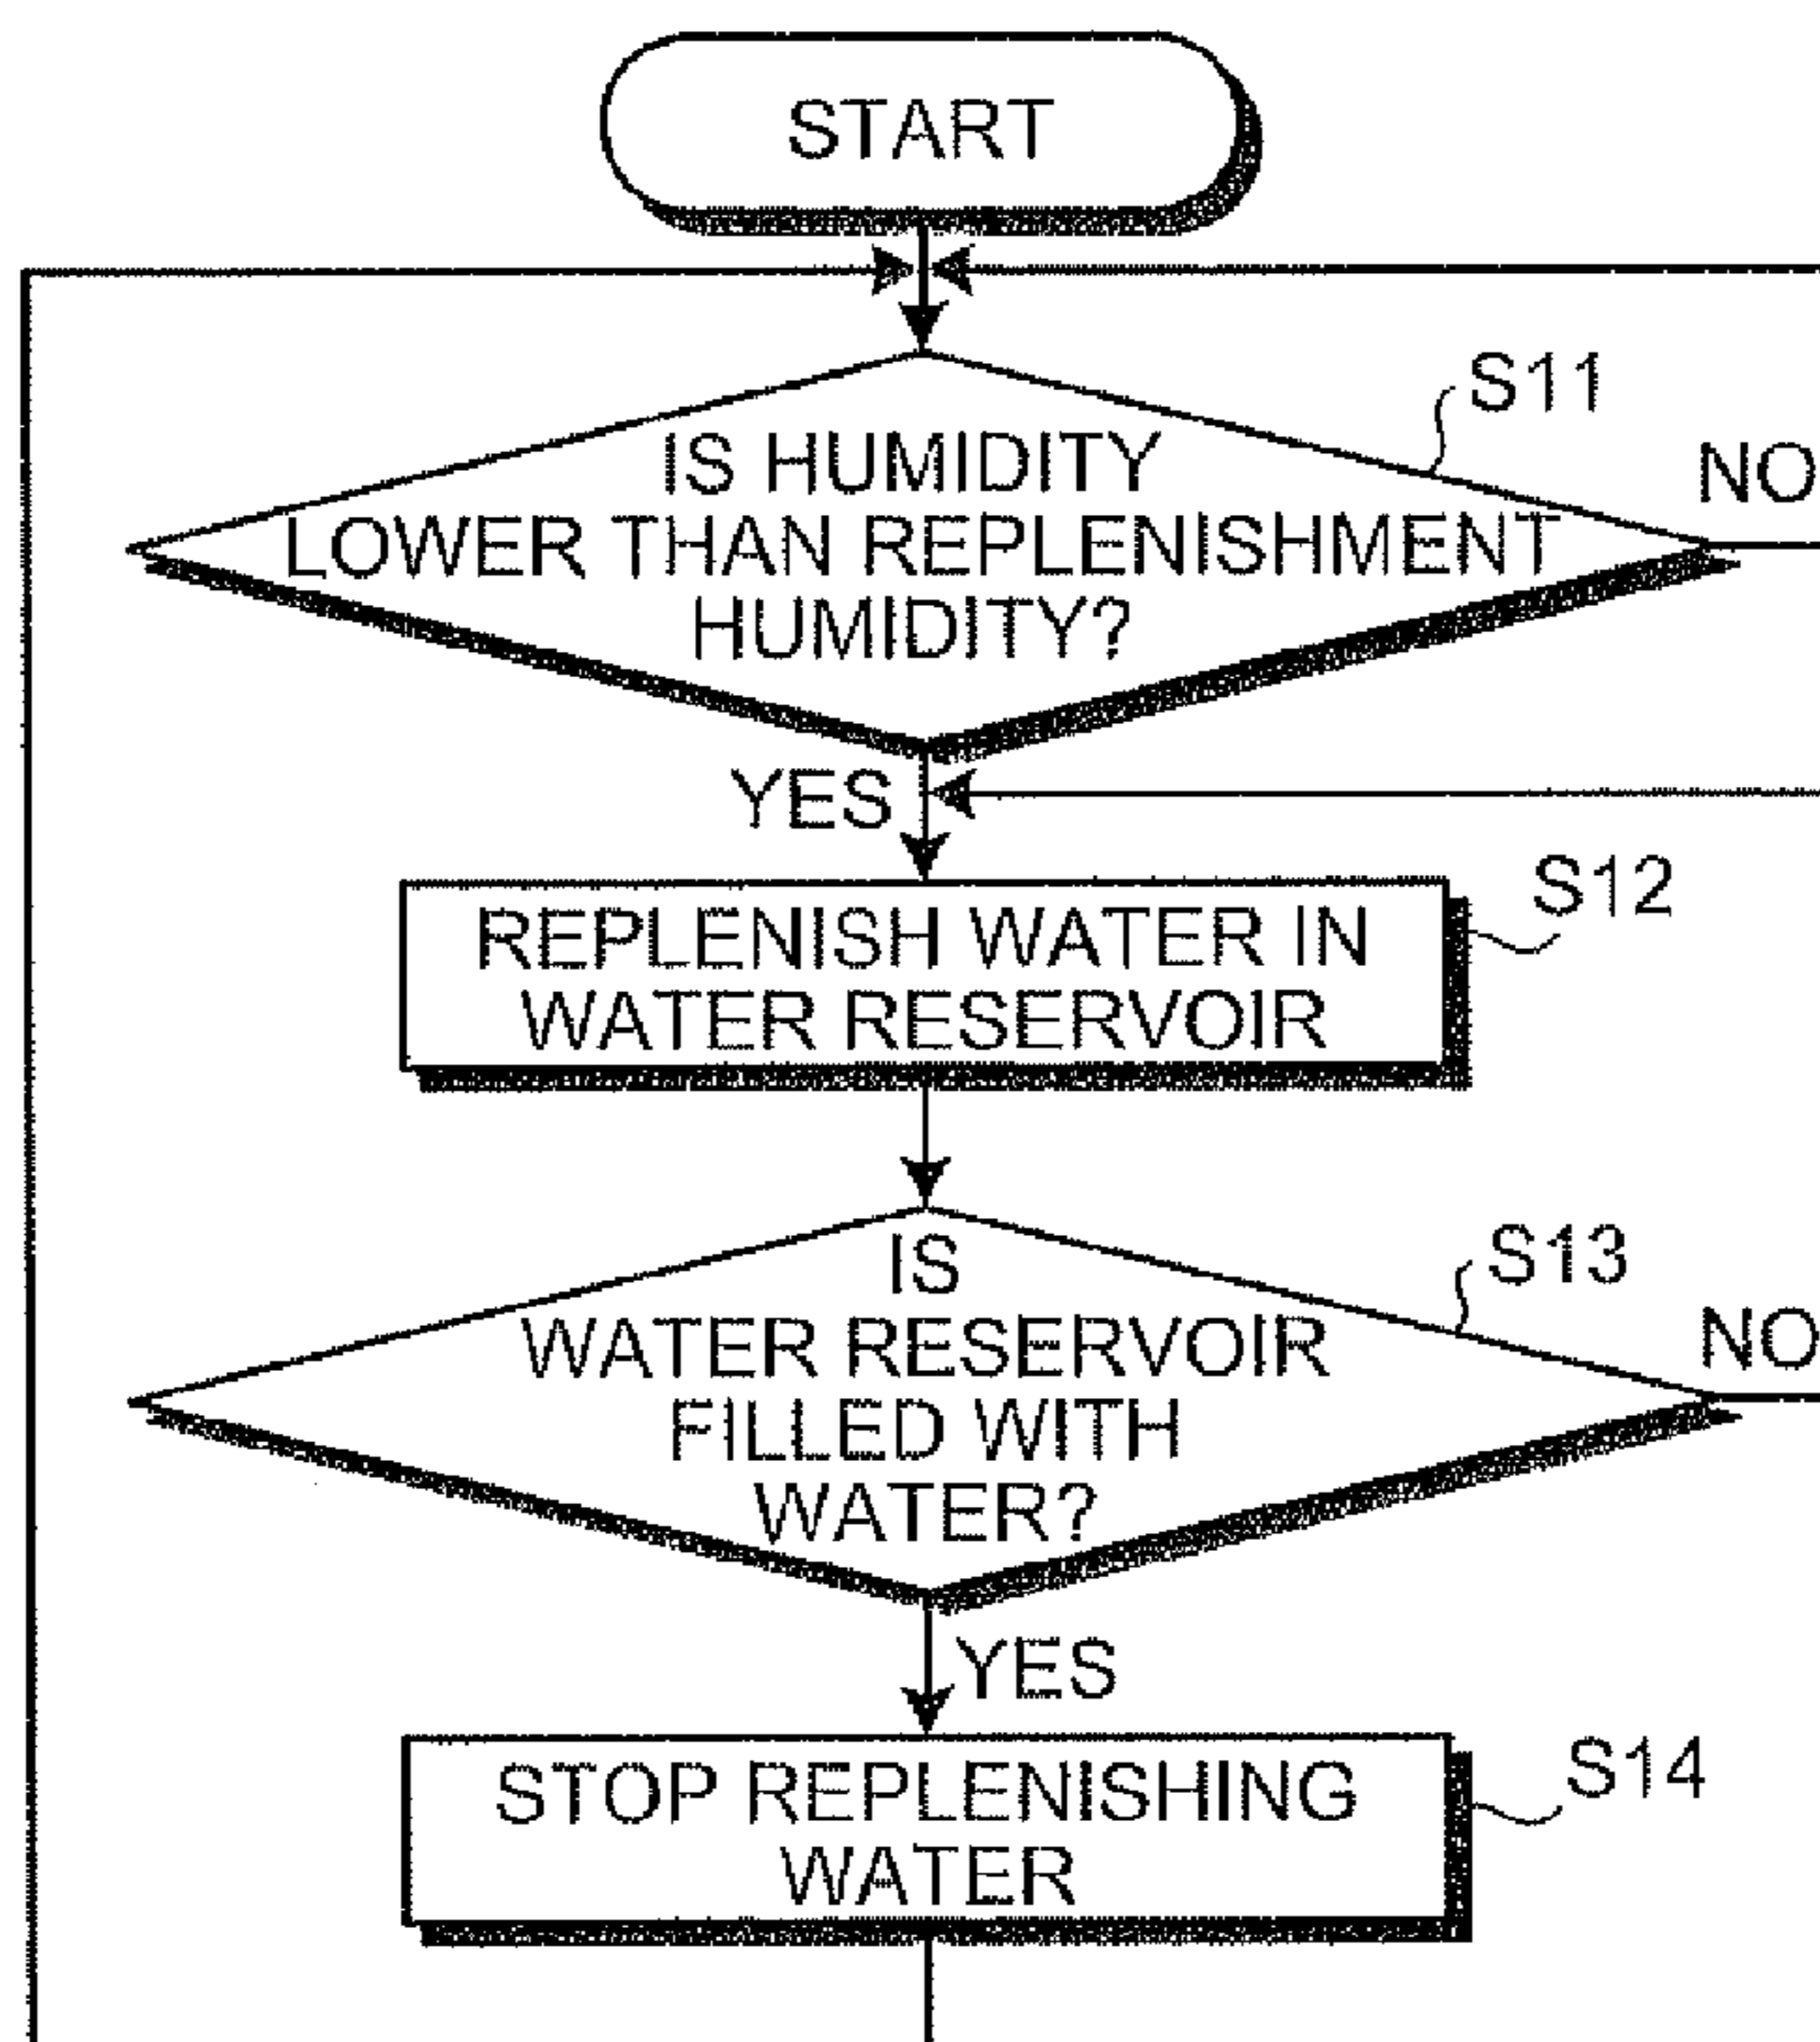 START
S11
IS HUMIDITY
NO
LOWER THAN REPLENISHMENT
HUMIDITY?
YES
S12
REPLENISH WATER IN
WATER RESERVOIR
S13
IS
WATER RESERVOIR
NO
FILLED WITH
WATER?
YES
S14
STOP REPLENISHING
WATER